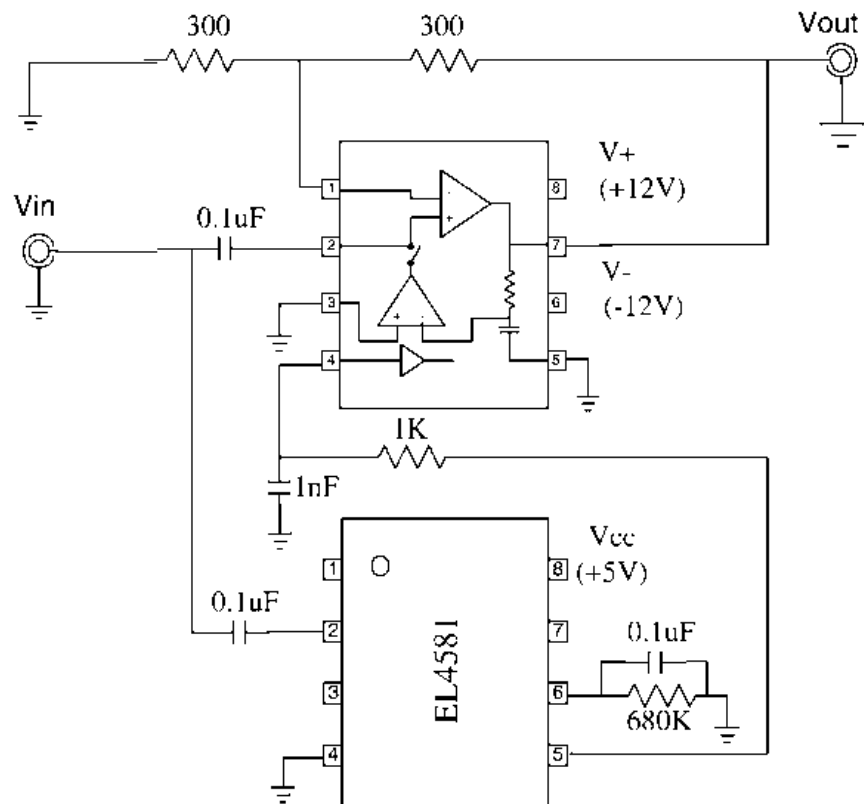 300
300
Vout
Vin
0.1uF
1
2
3
4
-
+
+
-
8
7
6
5
V+
(+12V)
V-
(-12V)
1K
1nF
0.1uF
1
2
3
4
EL4581
8
7
6
5
Vcc
(+5V)
0.1uF
680K